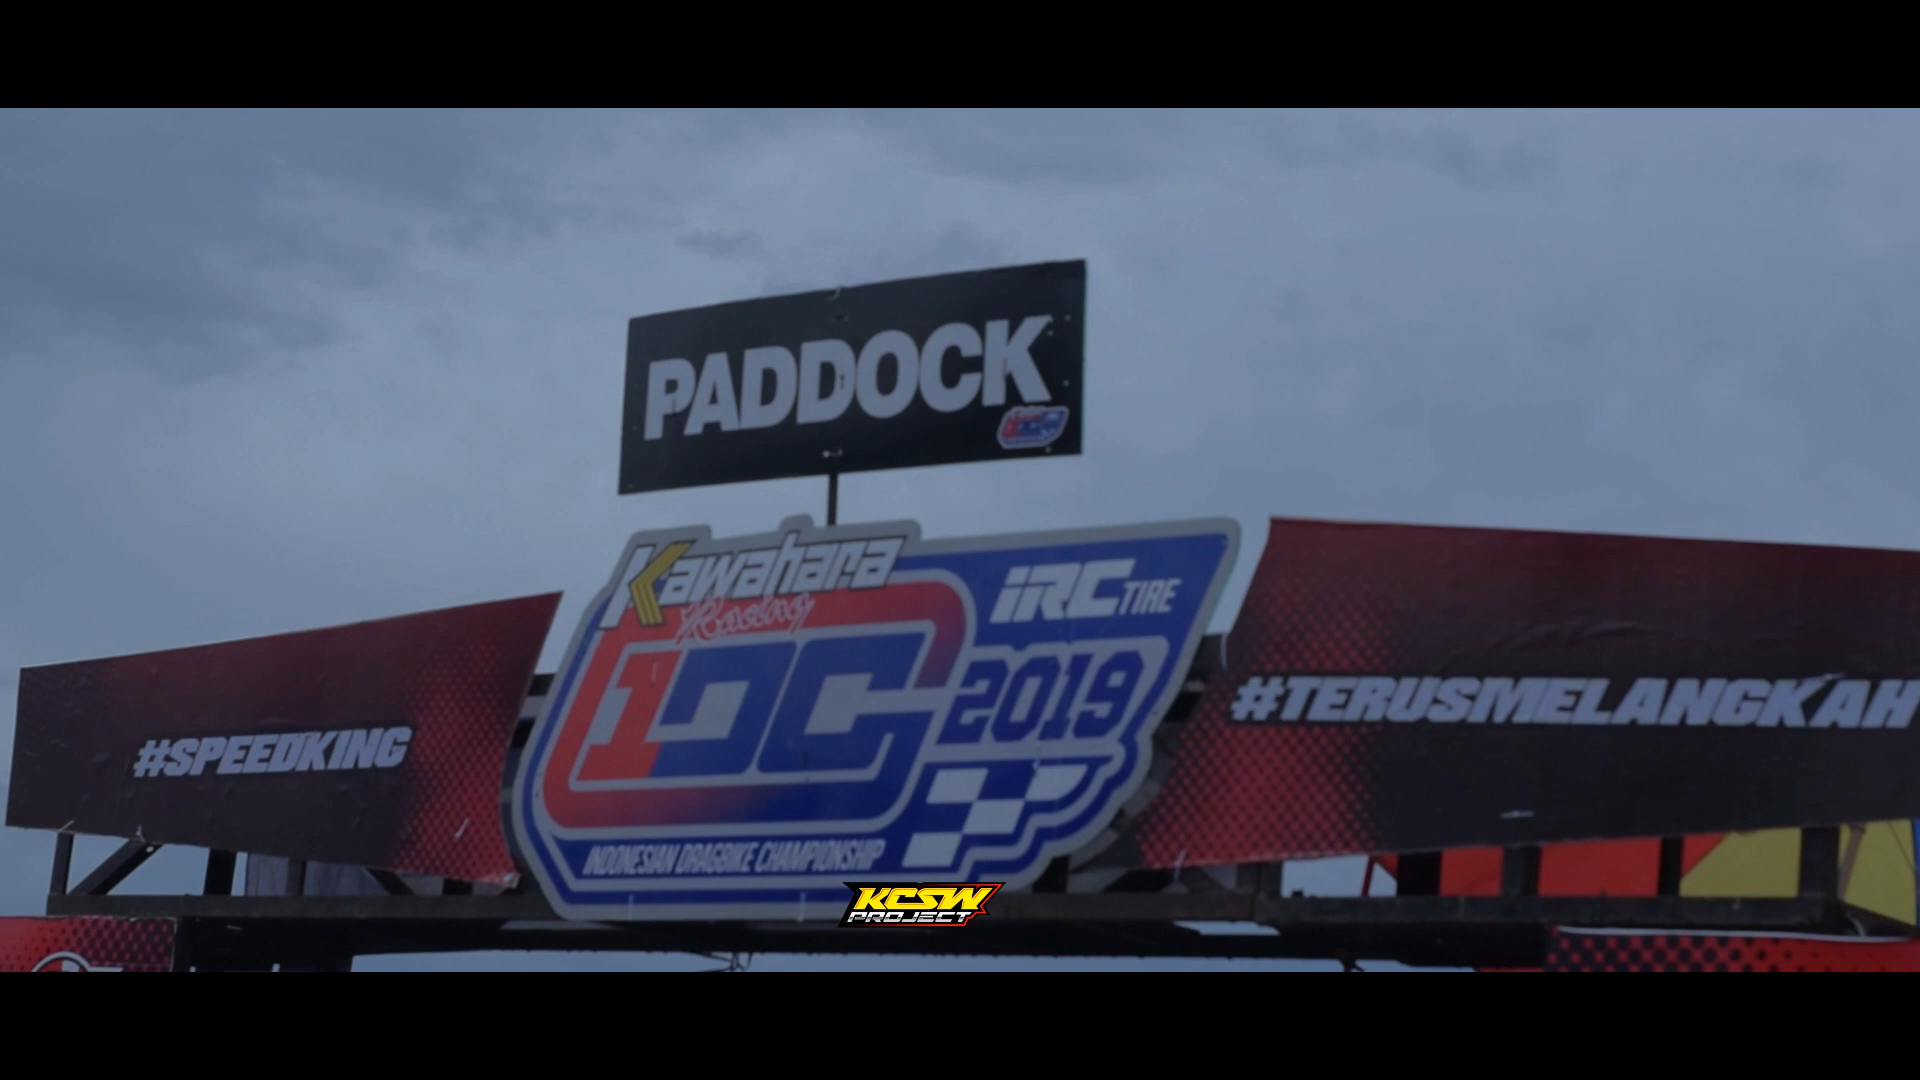 PADDOCK
Kawahara
Racing
IRC TIRE
IDC
2019
#SPEEDKING
#TERUSMELANGKAH
INDONESIAN DRAGBIKE CHAMPIONSHIP
KCSW
PROJECT